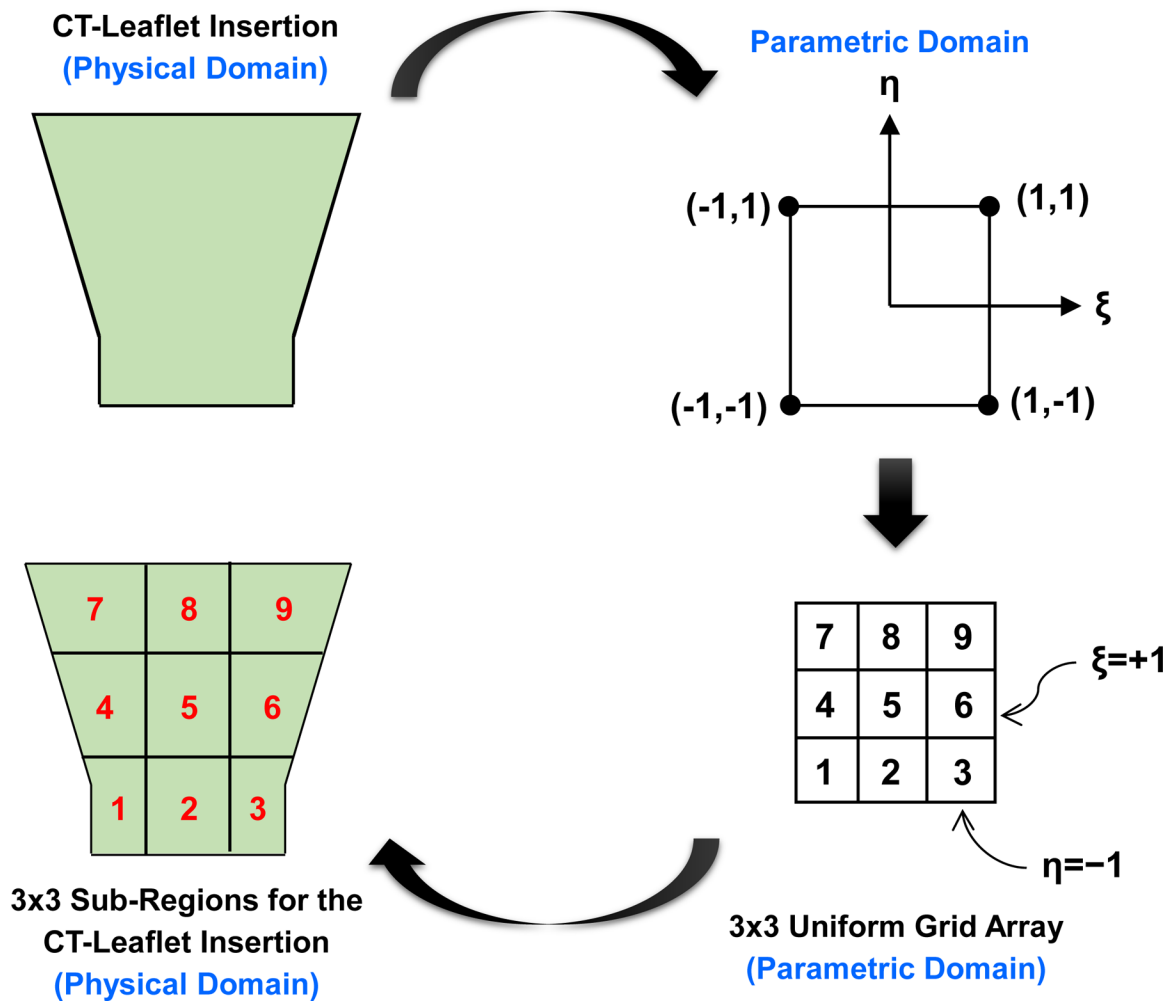 CT-Leaflet Insertion
(Physical Domain)
Parametric Domain
η
(-1,1)
(1,1)
ξ
(-1,-1)
(1,-1)
7 8 9
4 5 6
1 2 3
ξ=+1
η=−1
3x3 Uniform Grid Array
(Parametric Domain)
7 8 9
4 5 6
1 2 3
3x3 Sub-Regions for the
CT-Leaflet Insertion
(Physical Domain)